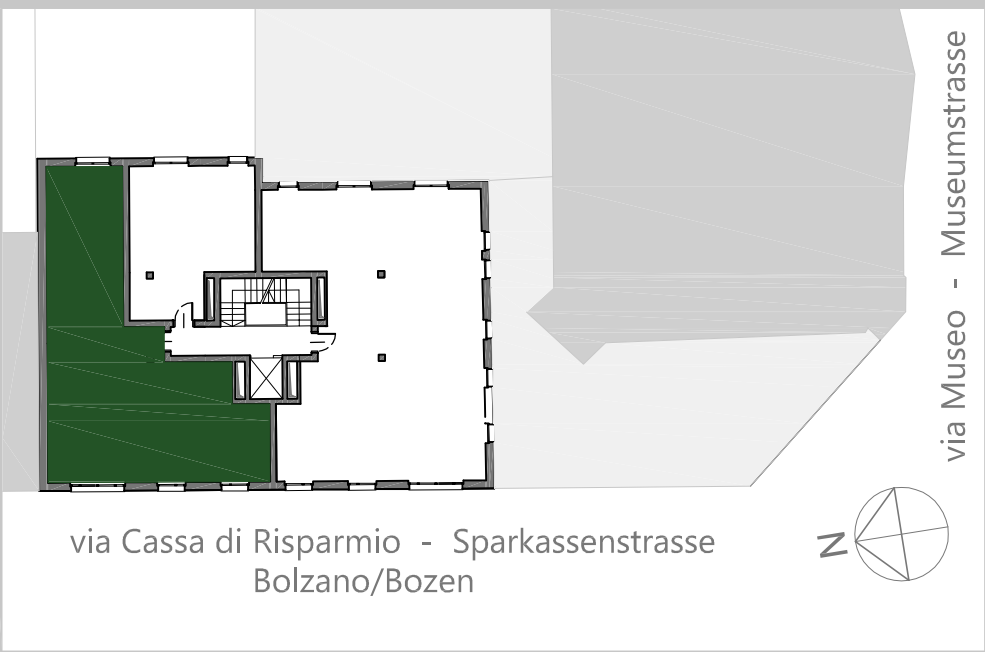 via Museo - Museumstrasse
via Cassa di Risparmio - Sparkassenstrasse
Bolzano/Bozen
N